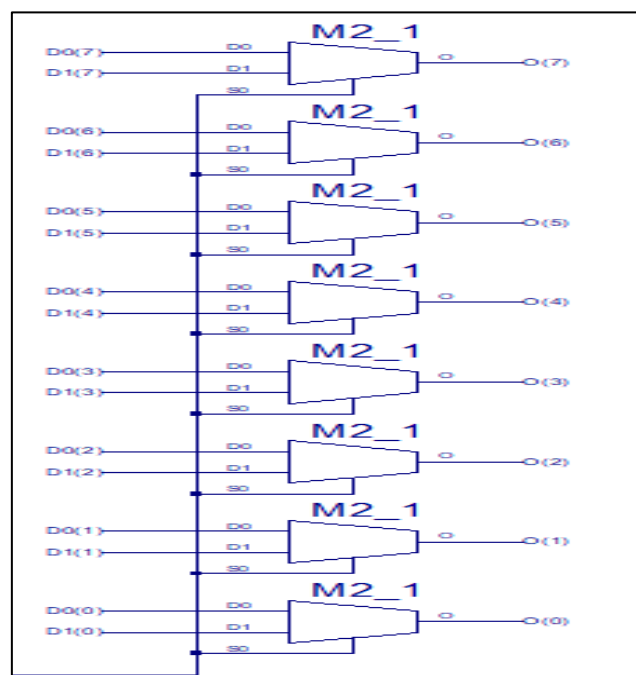 M2_1
D0(7) D0
D1(7) D1 O O(7)
S0
M2_1
D0(6) D0
D1(6) D1 O O(6)
S0
M2_1
D0(5) D0
D1(5) D1 O O(5)
S0
M2_1
D0(4) D0
D1(4) D1 O O(4)
S0
M2_1
D0(3) D0
D1(3) D1 O O(3)
S0
M2_1
D0(2) D0
D1(2) D1 O O(2)
S0
M2_1
D0(1) D0
D1(1) D1 O O(1)
S0
M2_1
D0(0) D0
D1(0) D1 O O(0)
S0